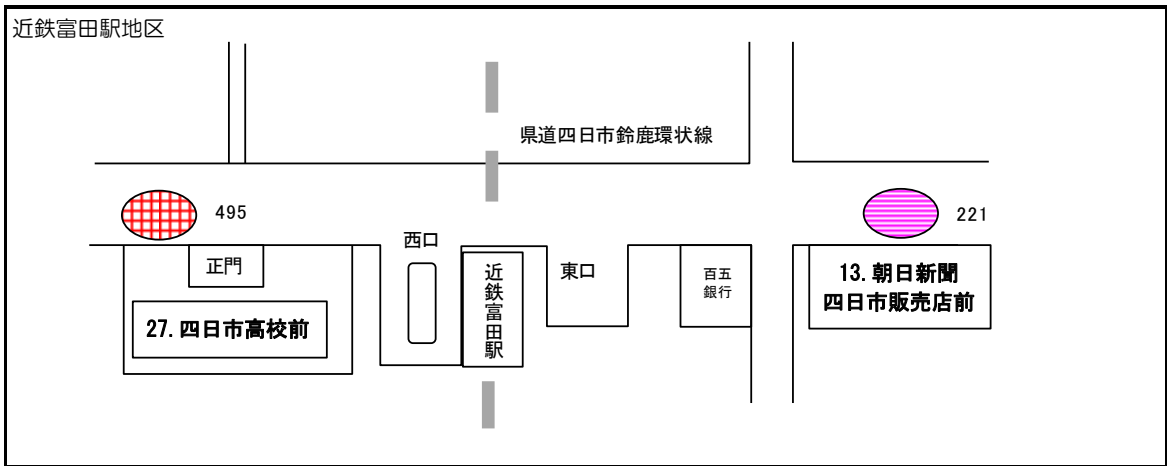 近鉄富田駅地区
県道四日市鈴鹿環状線
495
221
西口
正門
近鉄富田駅
東口
百五
銀行
13.朝日新聞
四日市販売店前
27.四日市高校前